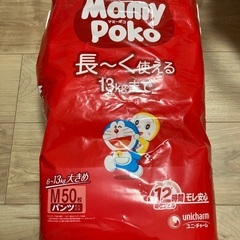 Mamy
Poko
マミーポコ
長〜く使える
13kgまで
6~13kg 大きめ
M50枚
パンツ
12時間
モレ安心
unicharm
ユニ・チャーム